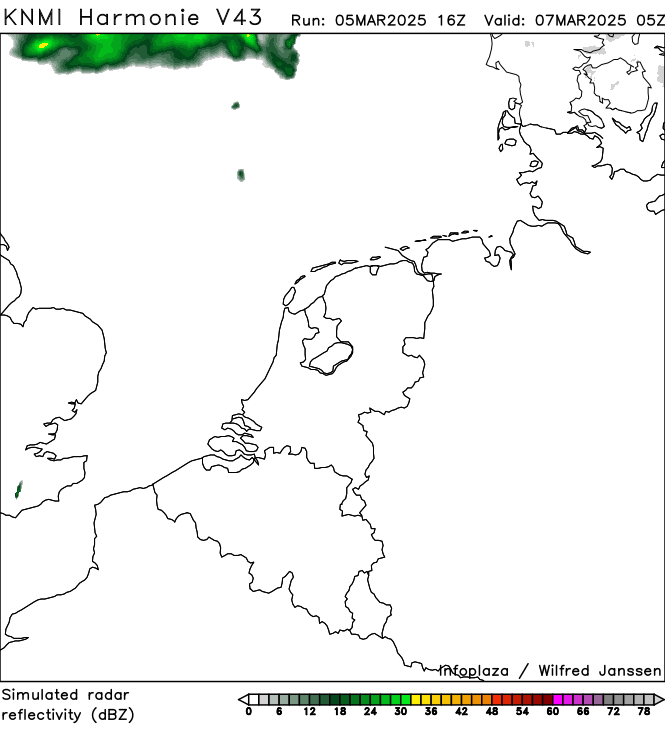 KNMI Harmonie V43 Run: 05MAR2025 16Z Valid: 07MAR2025 05Z
Infoplaza / Wilfred Janssen
Simulated radar
reflectivity (dBZ)
0 6 12 18 24 30 36 42 48 54 60 66 72 78